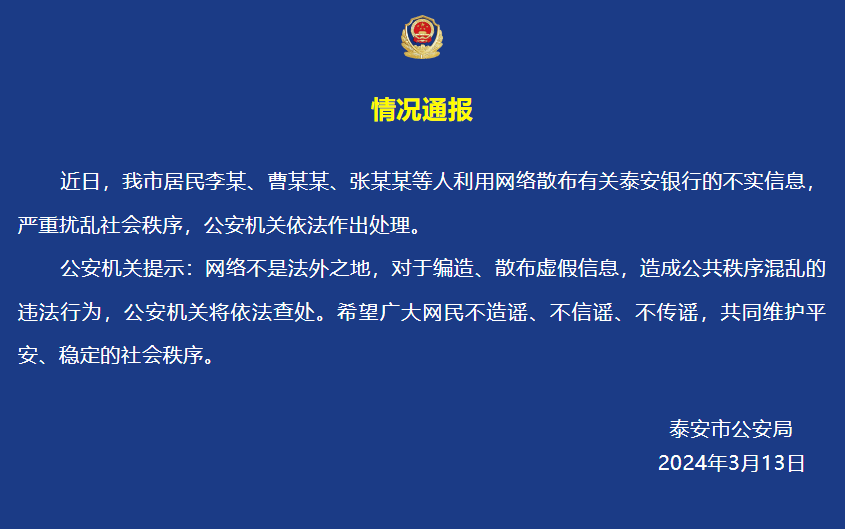 情况通报
近日，我市居民李某、曹某某、张某某等人利用网络散布有关泰安银行的不实信息，
严重扰乱社会秩序，公安机关依法作出处理。
公安机关提示：网络不是法外之地，对于编造、散布虚假信息，造成公共秩序混乱的
违法行为，公安机关将依法查处。希望广大网民不造谣、不信谣、不传谣，共同维护平
安、稳定的社会秩序。
泰安市公安局
2024年3月13日